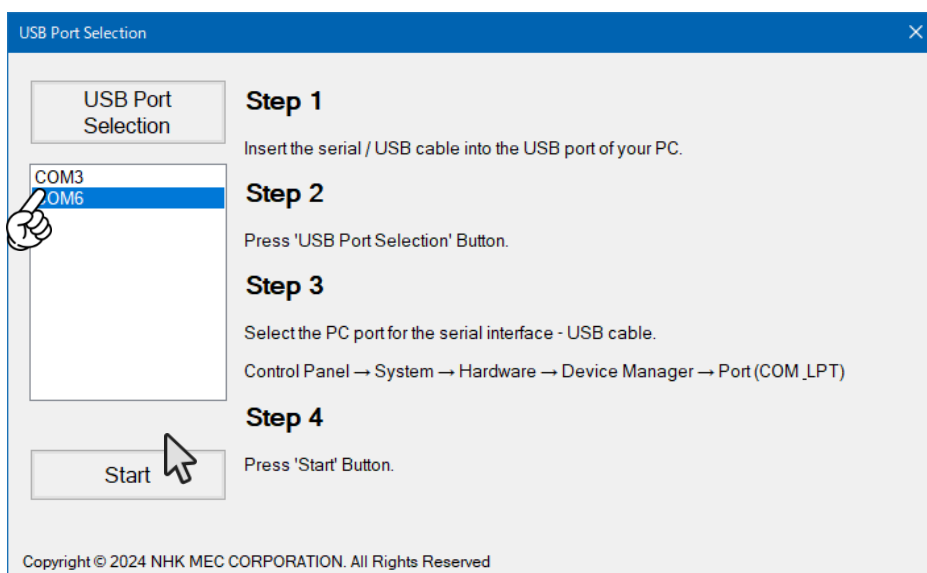 USB Port Selection
USB Port
Selection
COM3
COM6
Step 1
Insert the serial / USB cable into the USB port of your PC.
Step 2
Press 'USB Port Selection' Button.
Step 3
Select the PC port for the serial interface - USB cable.
Control Panel → System → Hardware → Device Manager → Port (COM_LPT)
Step 4
Press 'Start' Button.
Start
Copyright © 2024 NHK MEC CORPORATION. All Rights Reserved